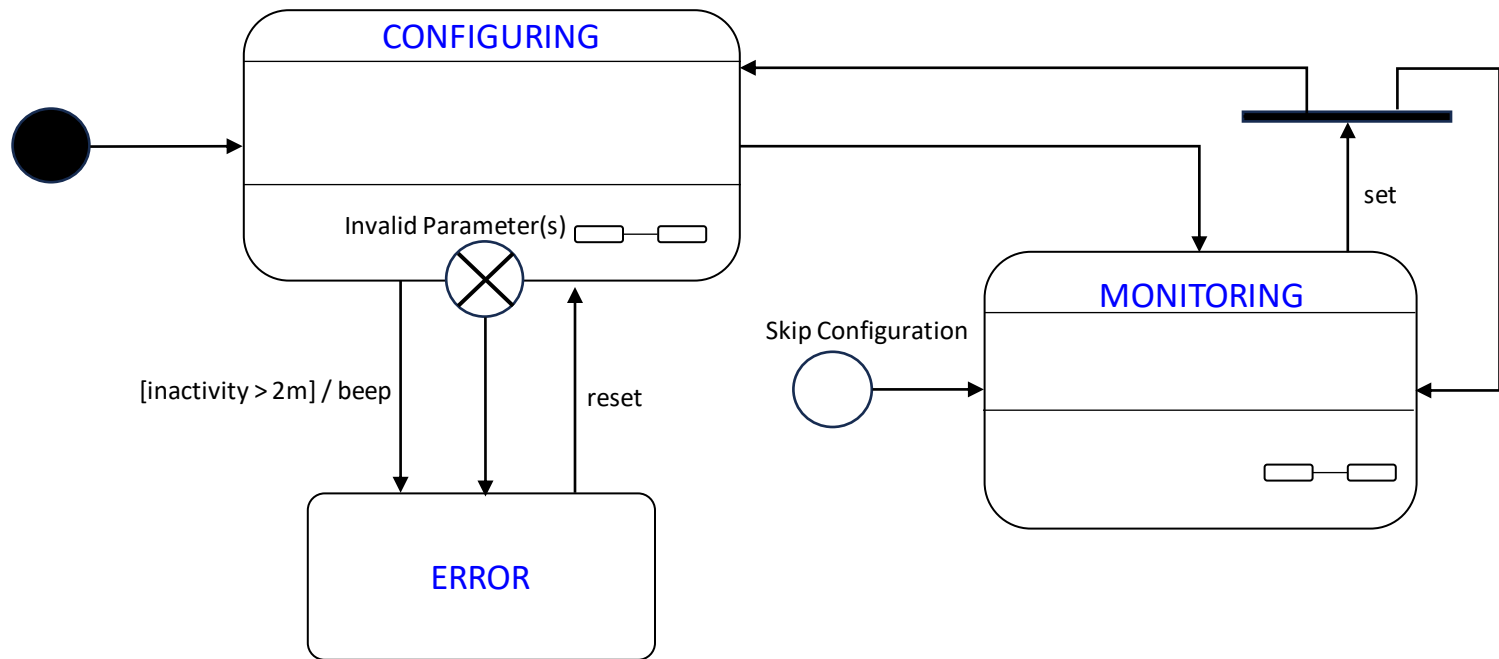 CONFIGURING
set
Invalid Parameter(s)
MONITORING
Skip Configuration
[inactivity > 2m] / beep
reset
ERROR